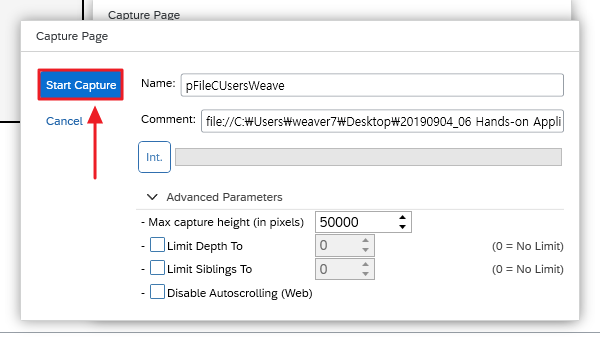 Capture Page
Capture Page
Start Capture
Cancel
Name: pFileCUsersWeave
Comment: file://C:₩Users₩weaver7₩Desktop₩20190904_06 Hands-on Appli
Int.
Advanced Parameters
- Max capture height (in pixels) 50000
- Limit Depth To 0 (0 = No Limit)
- Limit Siblings To 0 (0 = No Limit)
- Disable Autoscrolling (Web)